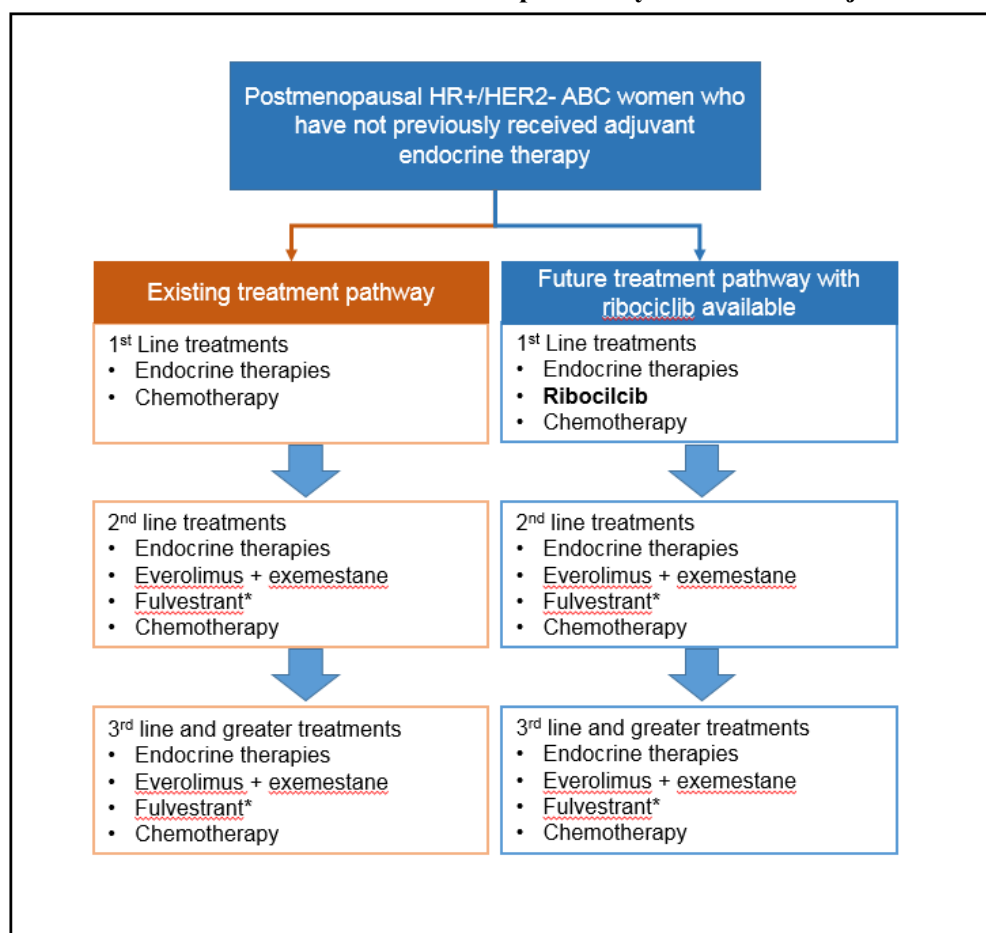 Postmenopausal HR+/HER2- ABC women who
have not previously received adjuvant
endocrine therapy
Existing treatment pathway
1st Line treatments
• Endocrine therapies
• Chemotherapy
2nd line treatments
• Endocrine therapies
• Everolimus + exemestane
• Fulvestrant*
• Chemotherapy
3rd line and greater treatments
• Endocrine therapies
• Everolimus + exemestane
• Fulvestrant*
• Chemotherapy
Future treatment pathway with
ribociclib available
1st Line treatments
• Endocrine therapies
• Ribocilcib
• Chemotherapy
2nd line treatments
• Endocrine therapies
• Everolimus + exemestane
• Fulvestrant*
• Chemotherapy
3rd line and greater treatments
• Endocrine therapies
• Everolimus + exemestane
• Fulvestrant*
• Chemotherapy